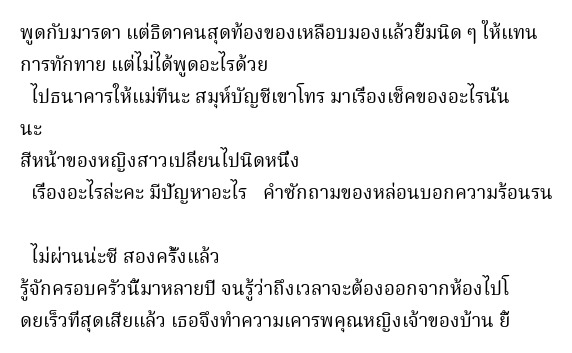 พูดกับมารดา แต่ธิดาคนสุดท้องของเหลือบมองแล้วยิ้มนิด ๆ ให้แทน
การทักทาย แต่ไม่ได้พูดอะไรด้วย
ไปธนาคารให้แม่ทีนะ สมุห์บัญชีเขาโทร มาเรื่องเช็คของอะไรนั่น
นะ
สีหน้าของหญิงสาวเปลี่ยนไปนิดหนึ่ง
เรื่องอะไรล่ะคะ มีปัญหาอะไร คำซักถามของหล่อนบอกความร้อนรน
ไม่ผ่านน่ะซี สองครั้งแล้ว
รู้จักครอบครัวนี้มาหลายปี จนรู้ว่าถึงเวลาจะต้องออกจากห้องไปโ
ดยเร็วที่สุดเสียแล้ว เธอจึงทำความเคารพคุณหญิงเจ้าของบ้าน ยิ้